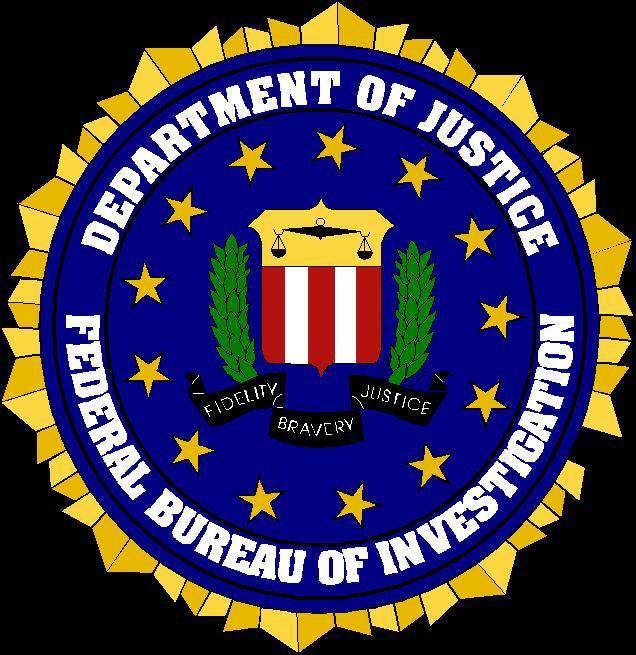 DEPARTMENT OF JUSTICE
FIDELITY
BRAVERY
JUSTICE
FEDERAL BUREAU OF INVESTIGATION